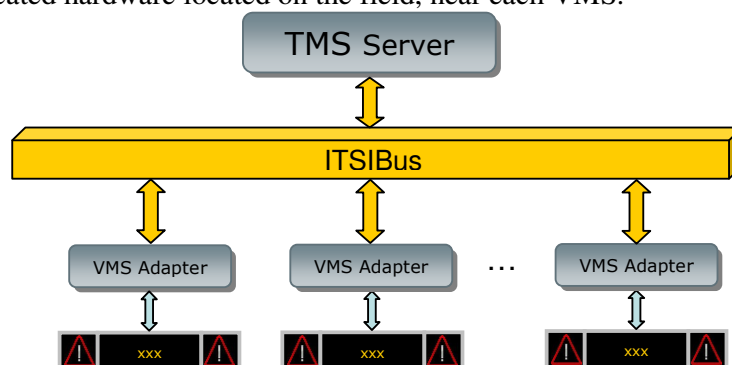 cated hardware located on the field, near each VMS.
TMS Server
ITSIBus
VMS Adapter VMS Adapter ... VMS Adapter
xxx xxx xxx